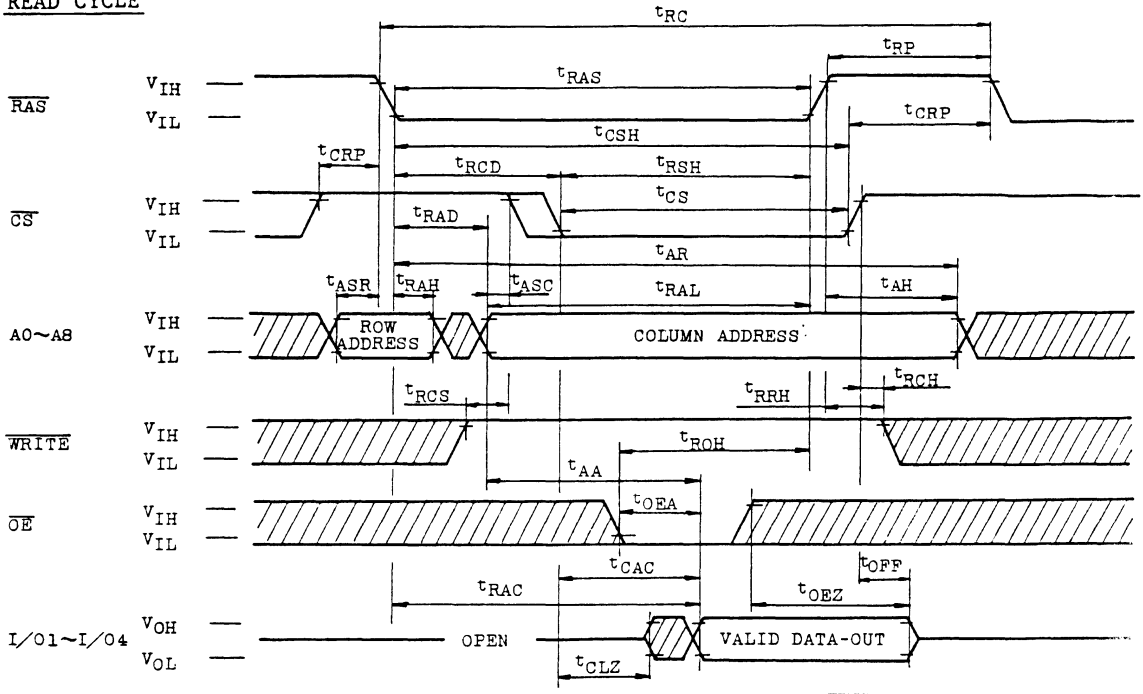 READ CYCLE
tRC
tRP
VIH
tRAS
RAS
VIL
tCRP
tCSH
tCRP
tRCD
tRSH
VIH
tCS
CS
tRAD
VIL
tAR
tASR
tRAH
tASC
tRAL
tAH
VIH
ROW
ADDRESS
COLUMN ADDRESS
A0~A8
VIL
tRCH
tRCS
tRRH
VIH
WRITE
tROH
VIL
tAA
VIH
tOEA
OE
VIL
tCAC
tOFF
tRAC
tOEZ
VOH
I/O1~I/O4
OPEN
VALID DATA-OUT
VOL
tCLZ